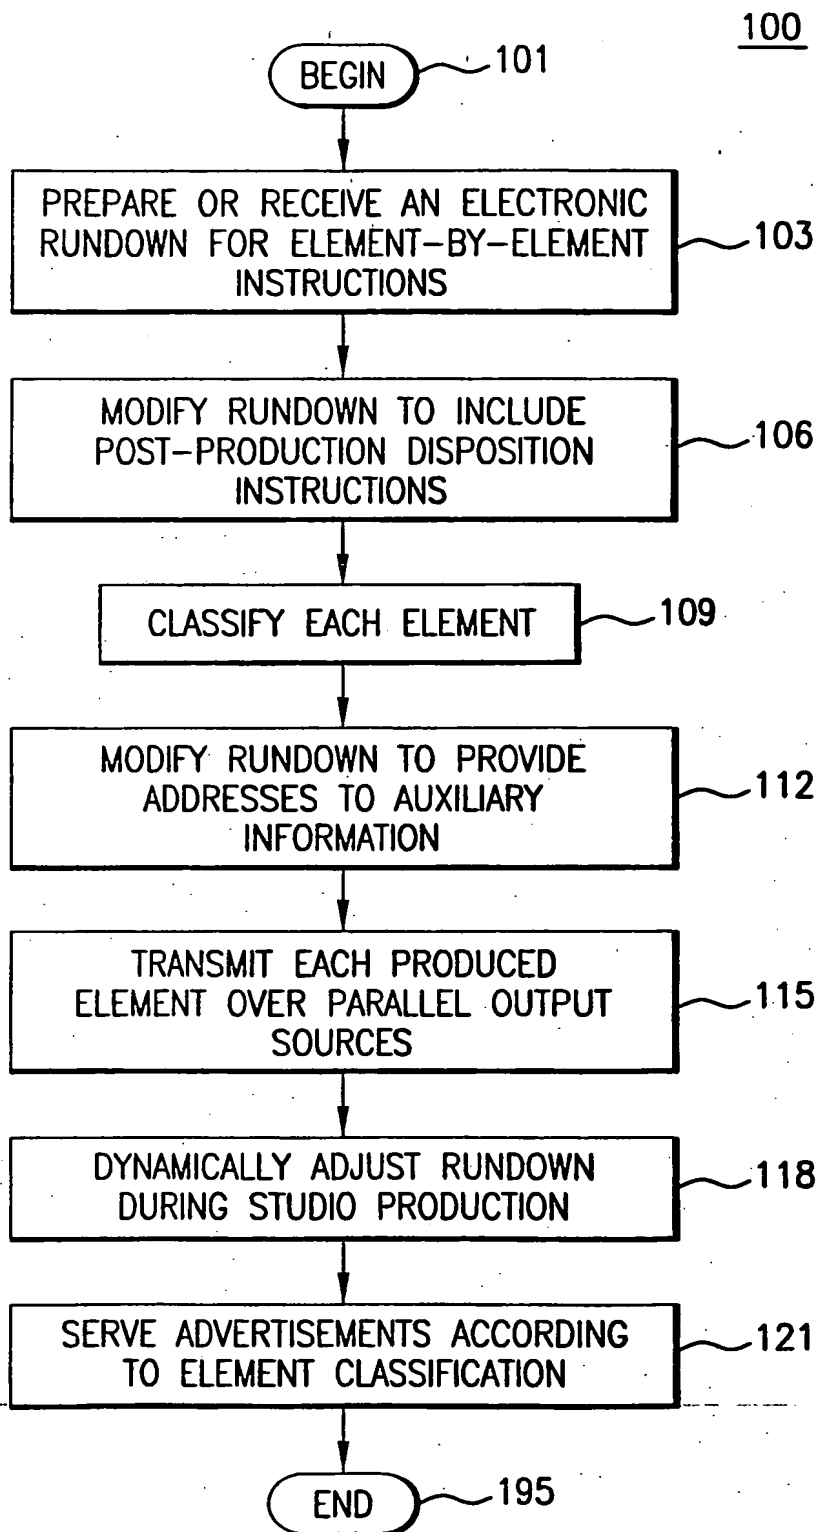 100
BEGIN
101
PREPARE OR RECEIVE AN ELECTRONIC
RUNDOWN FOR ELEMENT-BY-ELEMENT
INSTRUCTIONS
103
MODIFY RUNDOWN TO INCLUDE
POST-PRODUCTION DISPOSITION
INSTRUCTIONS
106
CLASSIFY EACH ELEMENT
109
MODIFY RUNDOWN TO PROVIDE
ADDRESSES TO AUXILIARY
INFORMATION
112
TRANSMIT EACH PRODUCED
ELEMENT OVER PARALLEL OUTPUT
SOURCES
115
DYNAMICALLY ADJUST RUNDOWN
DURING STUDIO PRODUCTION
118
SERVE ADVERTISEMENTS ACCORDING
TO ELEMENT CLASSIFICATION
121
END
195